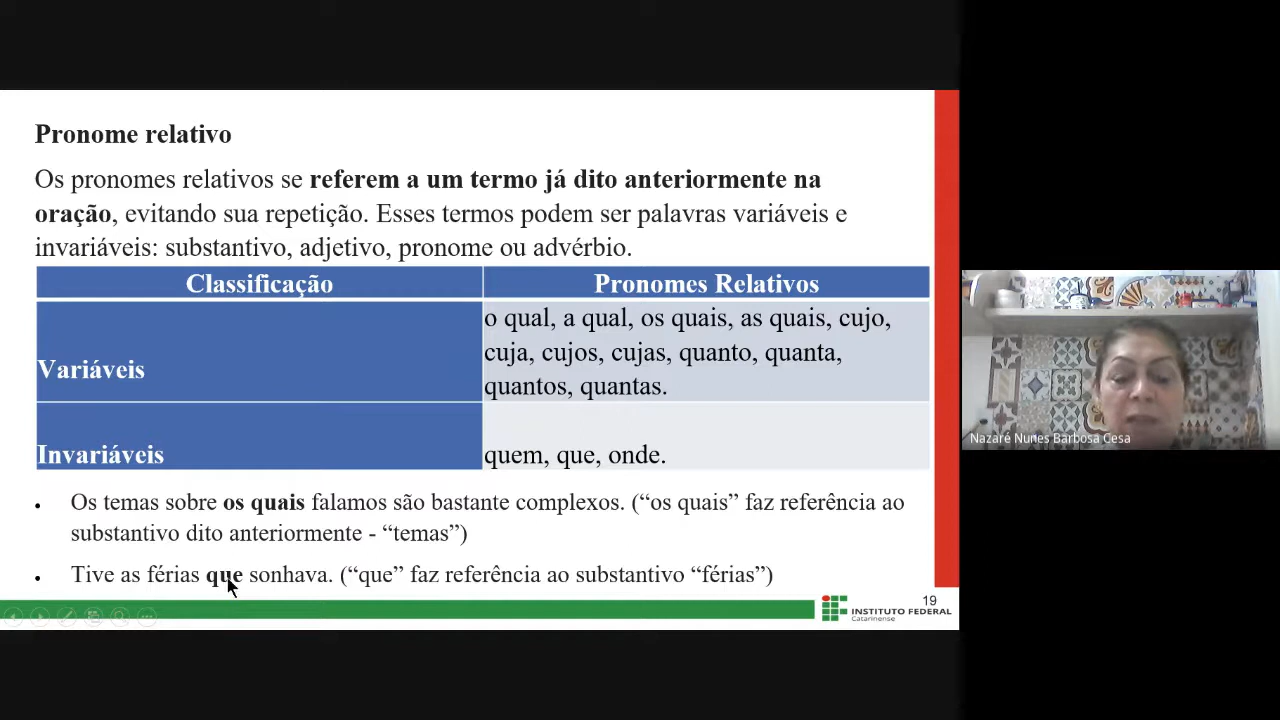 Pronome relativo
Os pronomes relativos se referem a um termo já dito anteriormente na
oração, evitando sua repetição. Esses termos podem ser palavras variáveis e
invariáveis: substantivo, adjetivo, pronome ou advérbio.
Classificação
Pronomes Relativos
Variáveis
o qual, a qual, os quais, as quais, cujo,
cuja, cujos, cujas, quanto, quanta,
quantos, quantas.
Invariáveis
quem, que, onde.
• Os temas sobre os quais falamos são bastante complexos. (“os quais” faz referência ao
substantivo dito anteriormente - “temas”)
• Tive as férias que sonhava. (“que” faz referência ao substantivo “férias”)
19
INSTITUTO FEDERAL
Catarinense
Nazaré Nunes Barbosa Cesa